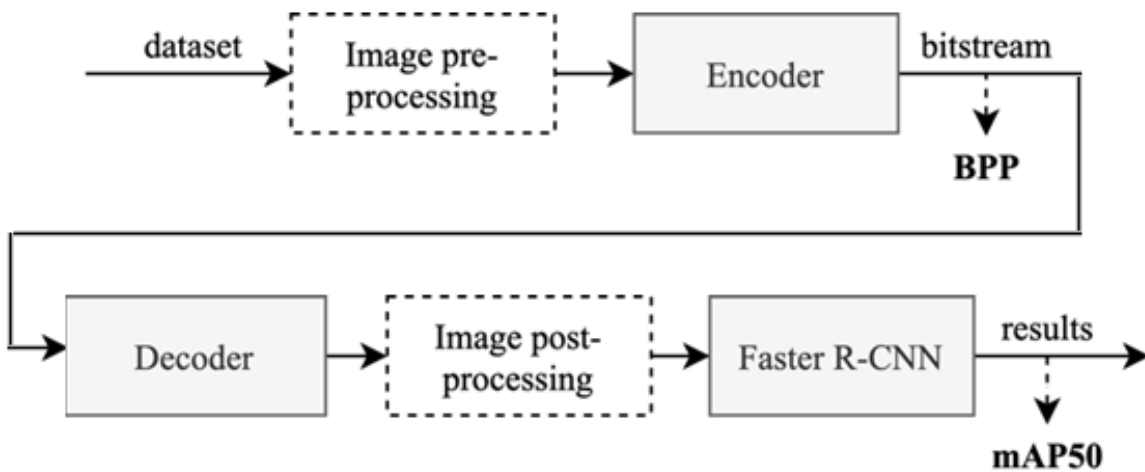 dataset
Image pre-
processing
Encoder
bitstream
BPP
Decoder
Image post-
processing
Faster R-CNN
results
mAP50